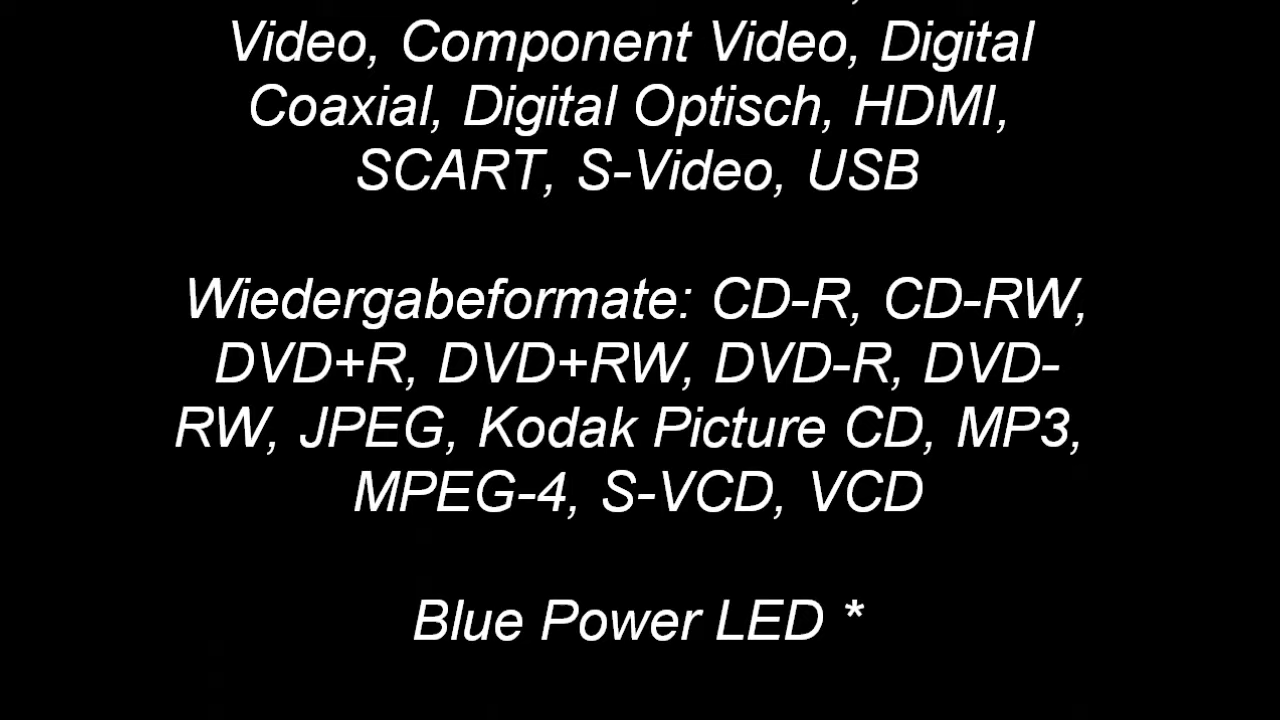 Video, Component Video, Digital
Coaxial, Digital Optisch, HDMI,
SCART, S-Video, USB
Wiedergabeformate: CD-R, CD-RW,
DVD+R, DVD+RW, DVD-R, DVD-
RW, JPEG, Kodak Picture CD, MP3,
MPEG-4, S-VCD, VCD
Blue Power LED *